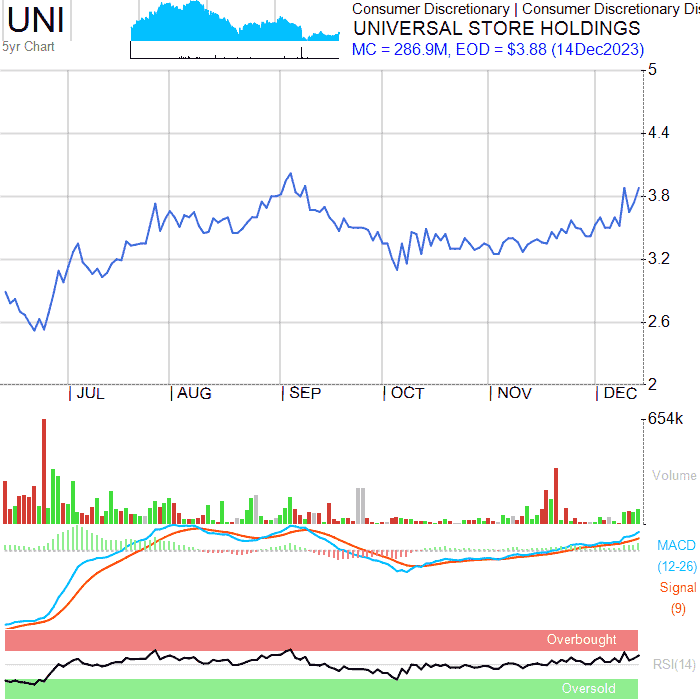 UNI
5yr Chart
Consumer Discretionary | Consumer Discretionary Dis
UNIVERSAL STORE HOLDINGS
MC = 286.9M, EOD = $3.88 (14Dec2023)
5
4.4
3.8
3.2
2.6
2
JUL AUG SEP OCT NOV DEC
654k
Volume
MACD
(12-26)
Signal
(9)
Overbought
RSI(14)
Oversold